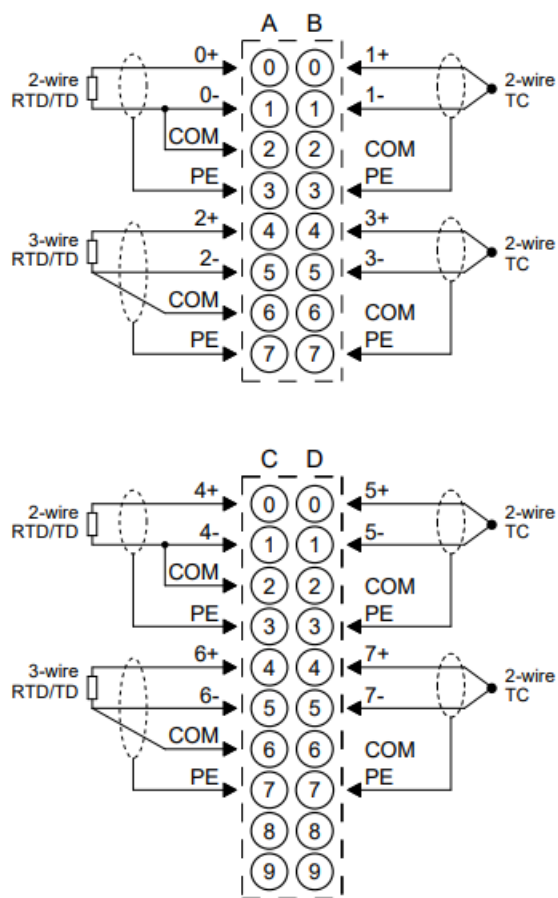 A B
0+ 0 0 1+
2-wire RTD/TD 0- 1 1 1- 2-wire TC
COM 2 2 COM
PE 3 3 PE
2+ 4 4 3+
3-wire RTD/TD 2- 5 5 3- 2-wire TC
COM 6 6 COM
PE 7 7 PE
C D
4+ 0 0 5+
2-wire RTD/TD 4- 1 1 5- 2-wire TC
COM 2 2 COM
PE 3 3 PE
6+ 4 4 7+
3-wire RTD/TD 6- 5 5 7- 2-wire TC
COM 6 6 COM
PE 7 7 PE
8 8
9 9